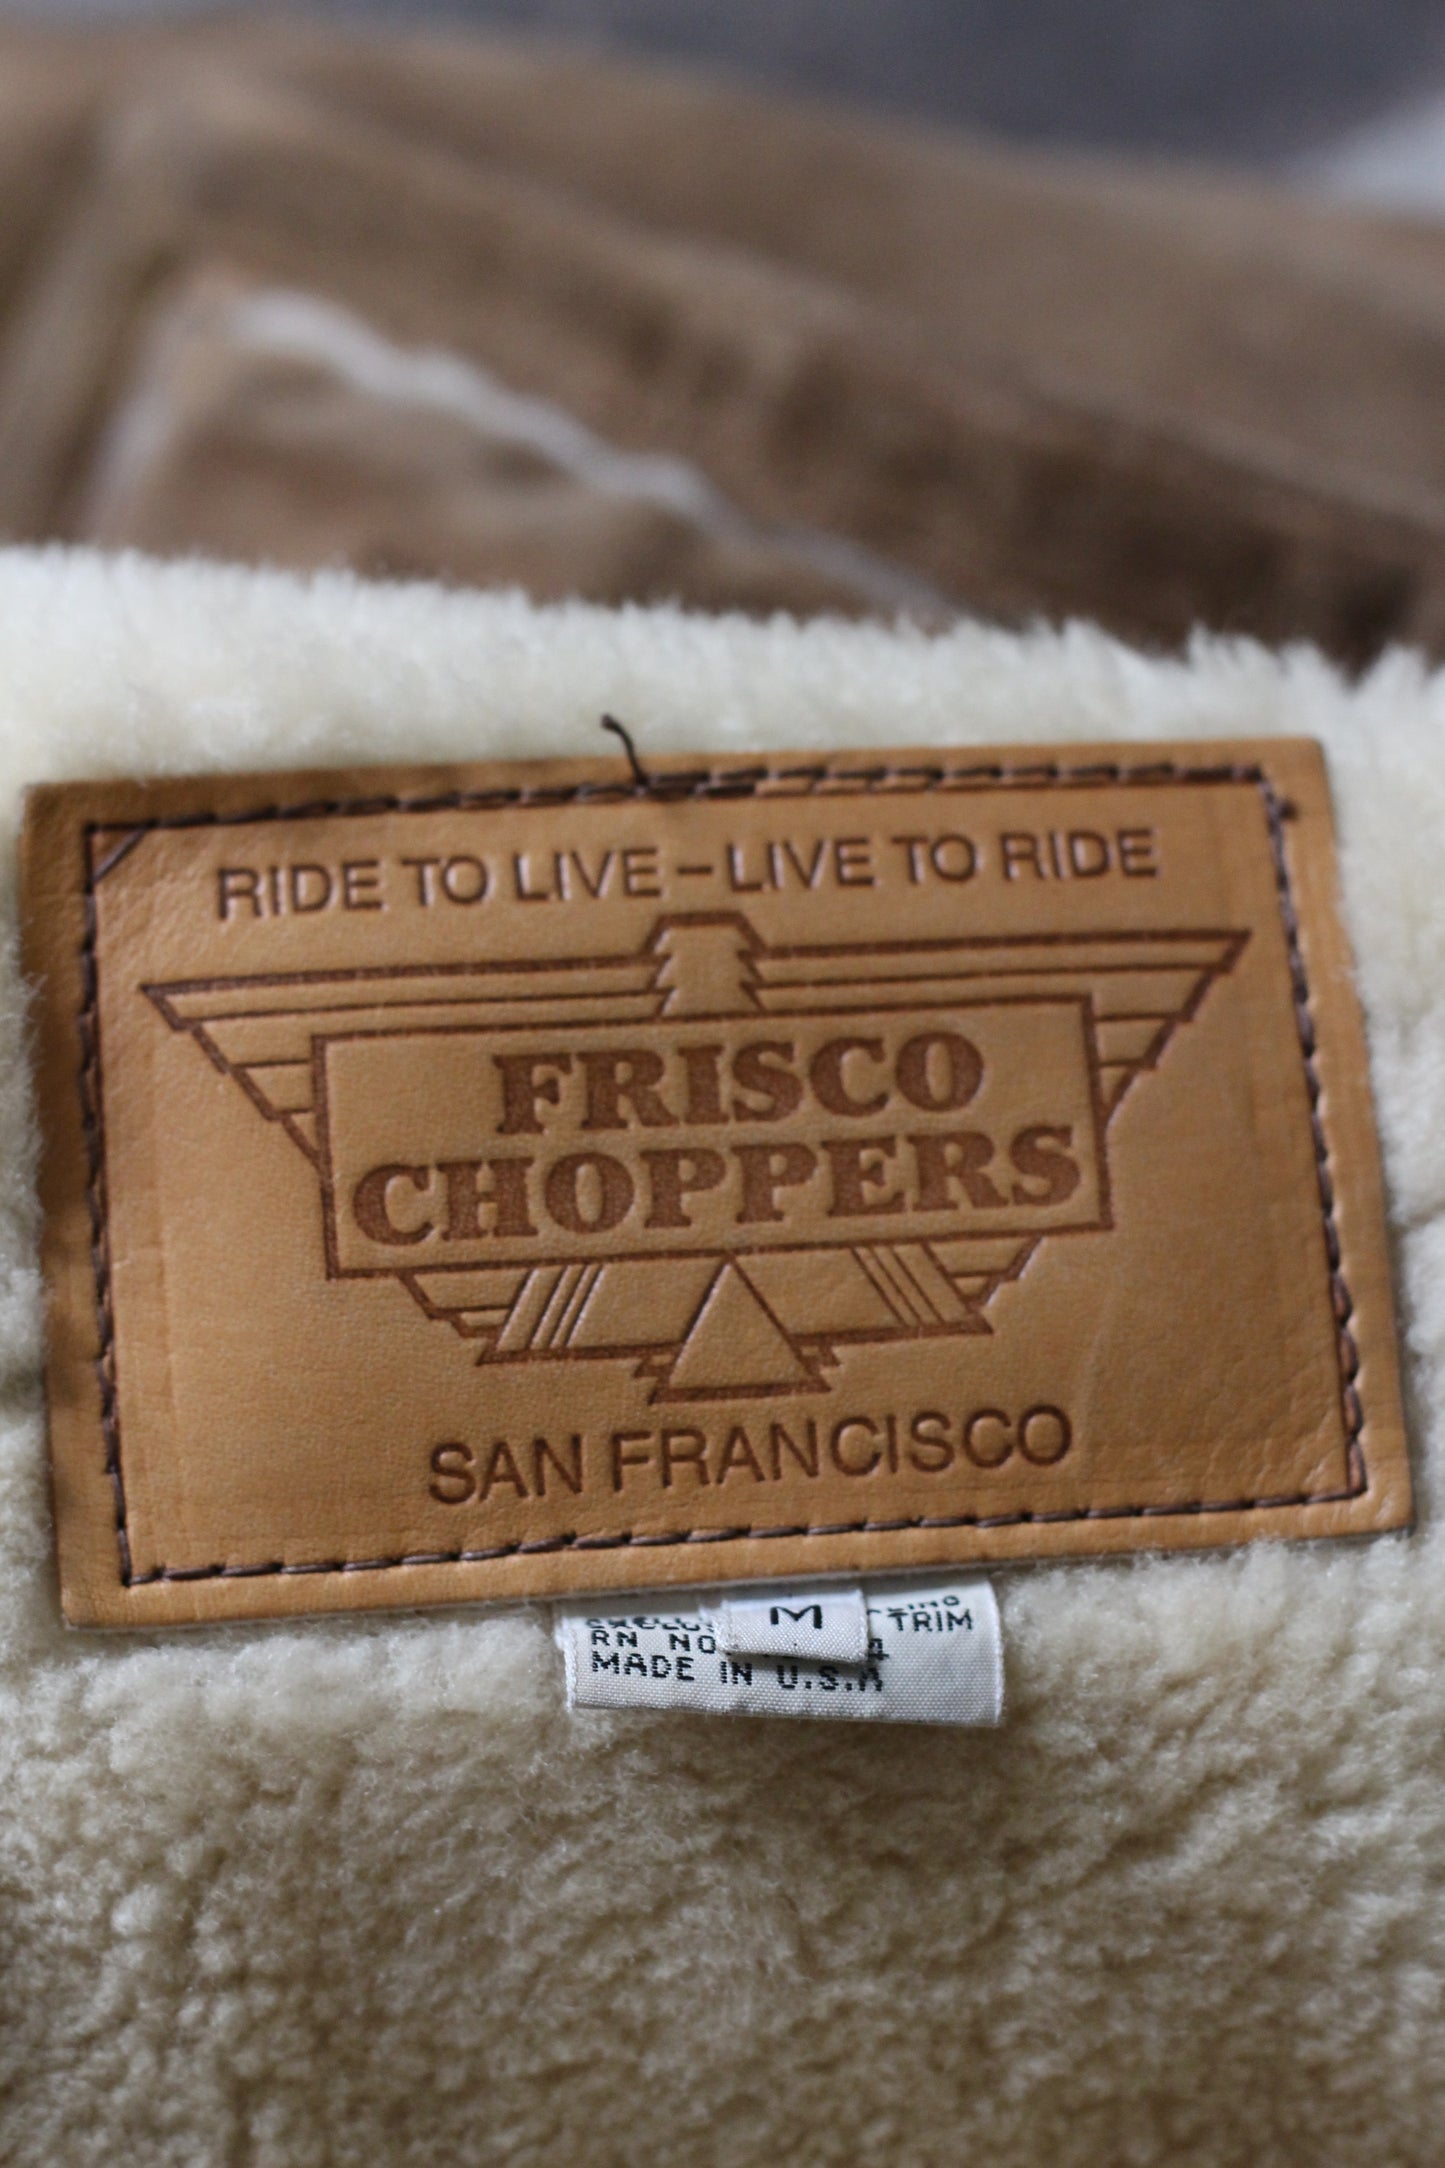 RIDE TO LIVE – LIVE TO RIDE
FRISCO
CHOPPERS
SAN FRANCISCO
M
TRIM
RN NO
MADE IN U.S.A